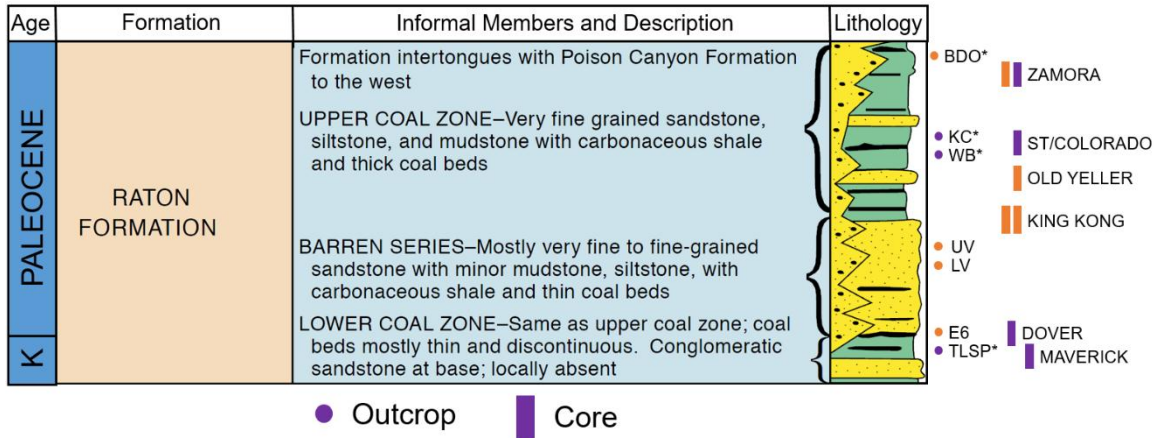 Age
Formation
Informal Members and Description
Lithology
PALEOCENE
K
RATON
FORMATION
Formation intertongues with Poison Canyon Formation
to the west
UPPER COAL ZONE–Very fine grained sandstone,
siltstone, and mudstone with carbonaceous shale
and thick coal beds
BARREN SERIES–Mostly very fine to fine-grained
sandstone with minor mudstone, siltstone, with
carbonaceous shale and thin coal beds
LOWER COAL ZONE–Same as upper coal zone; coal
beds mostly thin and discontinuous. Conglomeratic
sandstone at base; locally absent
BDO*
ZAMORA
KC*
ST/COLORADO
WB*
OLD YELLER
KING KONG
UV
LV
E6
DOVER
TLSP*
MAVERICK
Outcrop
Core